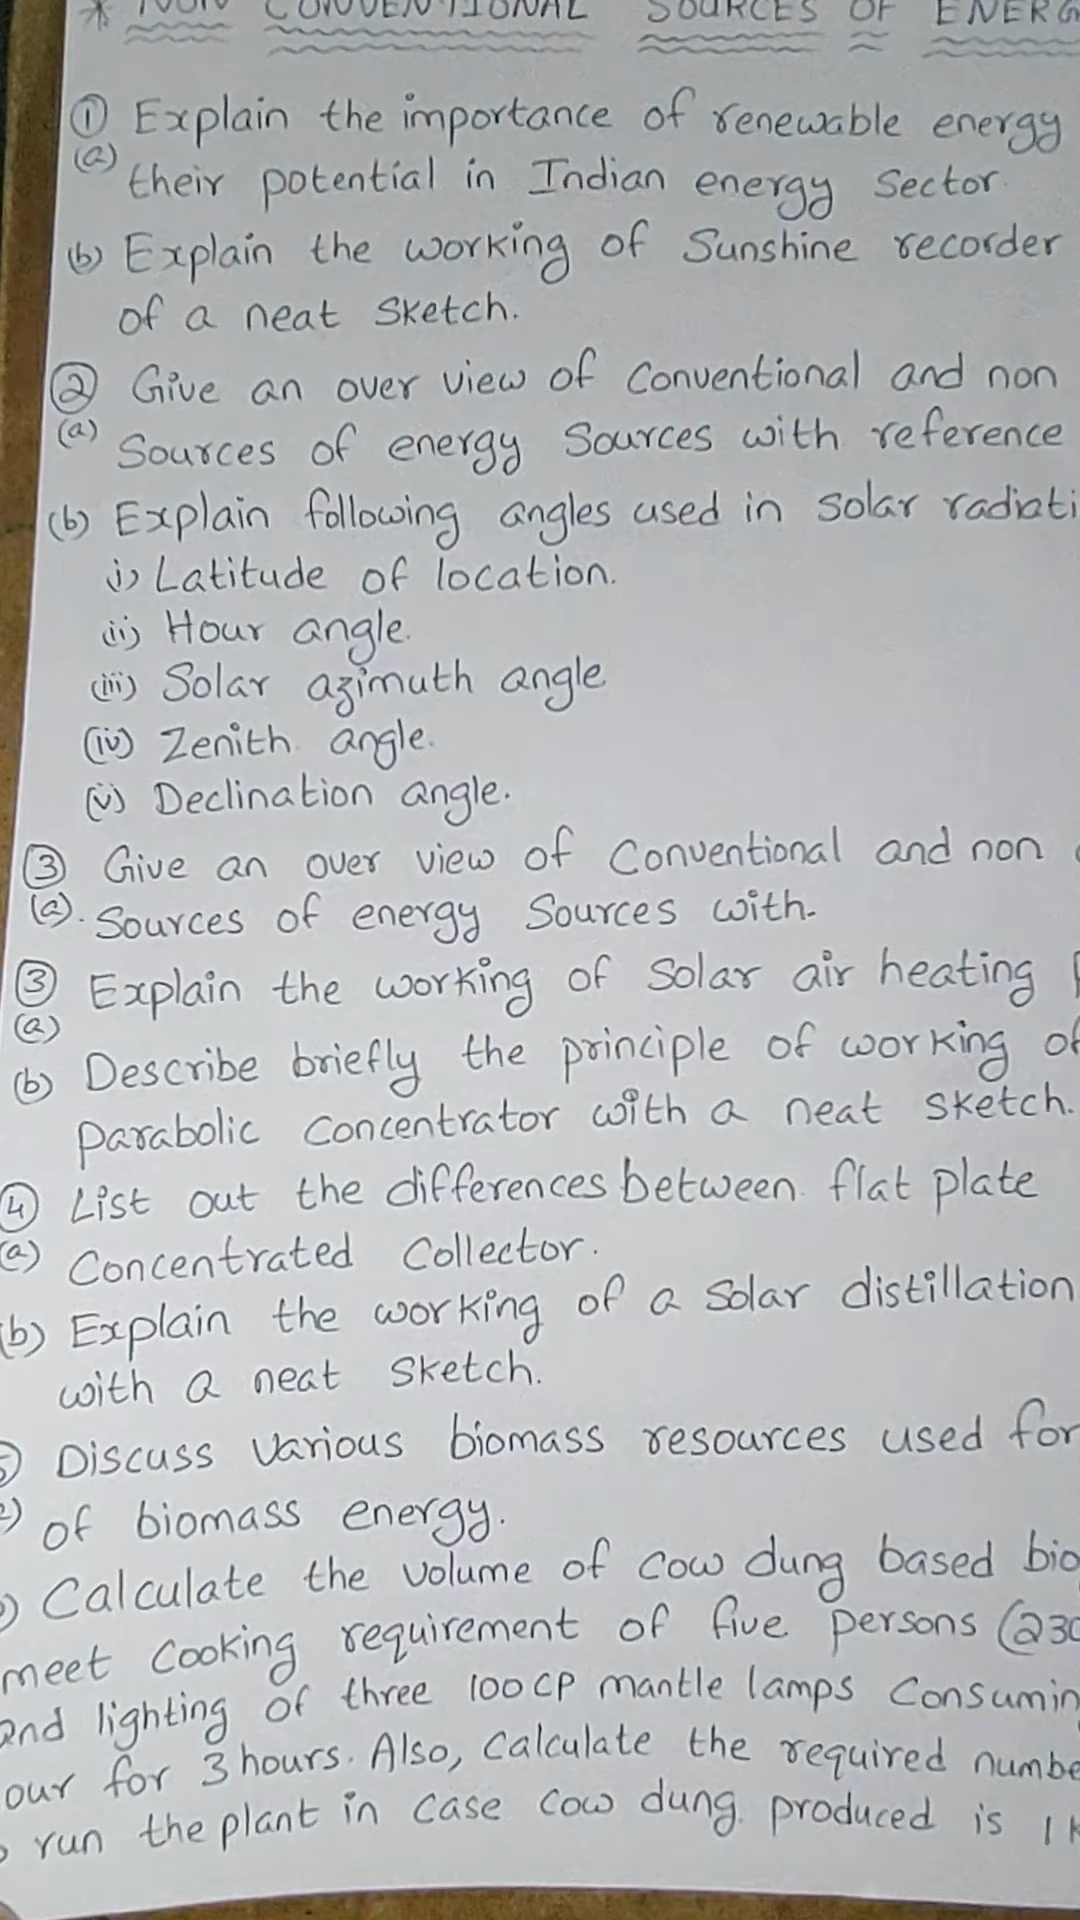 * NON CONVENTIONAL SOURCES OF ENERG
① Explain the importance of renewable energy
(a) their potential in Indian energy Sector
(b) Explain the working of Sunshine recorder
of a neat sketch.
② Give an over view of Conventional and non
(a) Sources of energy Sources with reference
(b) Explain following angles used in Solar radiati
i) Latitude of location.
(ii) Hour angle.
(iii) Solar azimuth angle
(iv) Zenith angle.
(v) Declination angle.
③ Give an over view of Conventional and non
(a). Sources of energy Sources with.
③ Explain the working of Solar air heating
(a)
(b) Describe briefly the principle of working of
parabolic Concentrator with a neat sketch.
④ List out the differences between flat plate
(a) Concentrated Collector.
(b) Explain the working of a Solar distillation
with a neat sketch.
Discuss Various biomass resources used for
of biomass energy.
Calculate the volume of cow dung based bio
meet cooking requirement of five persons @30
and lighting of three 100CP mantle lamps Consumin
our for 3 hours. Also, Calculate the required numbe
run the plant in case cow dung produced is 1 k